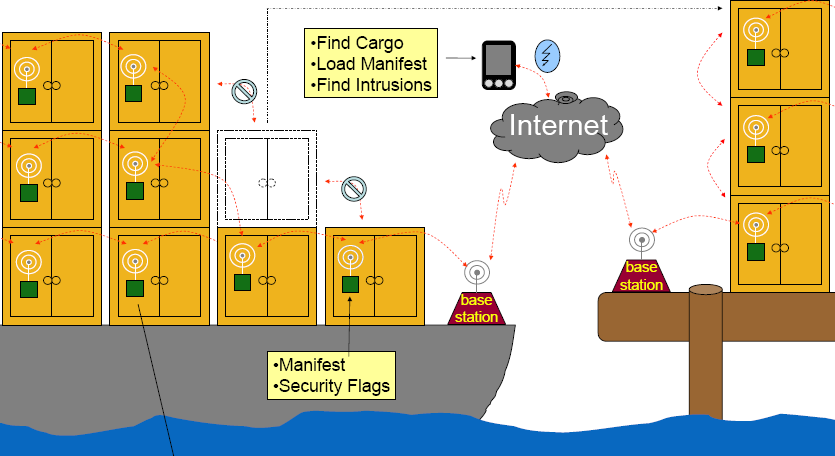 •Find Cargo
•Load Manifest
•Find Intrusions
Internet
base
station
base
station
•Manifest
•Security Flags